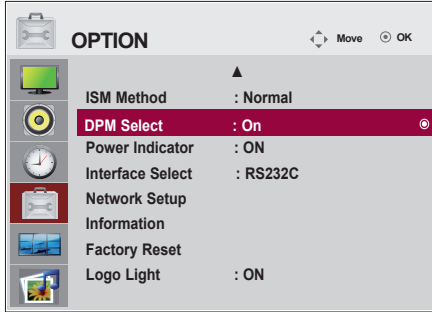 OPTION
Move OK
ISM Method : Normal
DPM Select : On
Power Indicator : ON
Interface Select : RS232C
Network Setup
Information
Factory Reset
Logo Light : ON